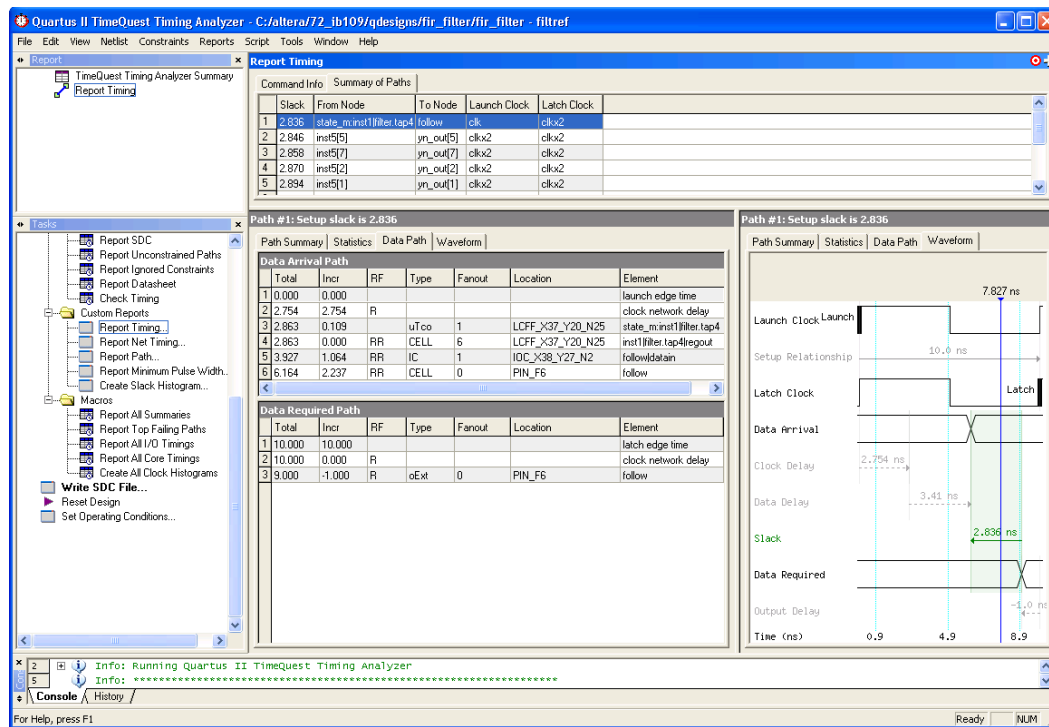 Quartus II TimeQuest Timing Analyzer - C:/altera/72_ib109/qdesigns/fir_filter/fir_filter - filtref
File Edit View Netlist Constraints Reports Script Tools Window Help
Report
TimeQuest Timing Analyzer Summary
Report Timing
Report Timing
Command Info Summary of Paths
Slack From Node To Node Launch Clock Latch Clock
1 2.836 state_m:inst1|filter.tap4 follow clk clkx2
2 2.846 inst5[5] yn_out[5] clkx2 clkx2
3 2.858 inst5[7] yn_out[7] clkx2 clkx2
4 2.870 inst5[2] yn_out[2] clkx2 clkx2
5 2.894 inst5[1] yn_out[1] clkx2 clkx2
Tasks
Report SDC
Report Unconstrained Paths
Report Ignored Constraints
Report Datasheet
Check Timing
Custom Reports
Report Timing...
Report Net Timing...
Report Path...
Report Minimum Pulse Width..
Create Slack Histogram...
Macros
Report All Summaries
Report Top Failing Paths
Report All I/O Timings
Report All Core Timings
Create All Clock Histograms
Write SDC File...
Reset Design
Set Operating Conditions...
Path #1: Setup slack is 2.836
Path Summary Statistics Data Path Waveform
Data Arrival Path
Total Incr RF Type Fanout Location Element
1 0.000 0.000 launch edge time
2 2.754 2.754 R clock network delay
3 2.863 0.109 uTco 1 LCFF_X37_Y20_N25 state_m:inst1|filter.tap4
4 2.863 0.000 RR CELL 6 LCFF_X37_Y20_N25 inst1|filter.tap4|regout
5 3.927 1.064 RR IC 1 IOC_X38_Y27_N2 follow|datain
6 6.164 2.237 RR CELL 0 PIN_F6 follow
Data Required Path
Total Incr RF Type Fanout Location Element
1 10.000 10.000 latch edge time
2 10.000 0.000 R clock network delay
3 9.000 -1.000 R oExt 0 PIN_F6 follow
Path #1: Setup slack is 2.836
Path Summary Statistics Data Path Waveform
7.827 ns
Launch Clock Launch
Setup Relationship 10.0 ns
Latch Clock Latch
Data Arrival
Clock Delay 2.754 ns
Data Delay 3.41 ns
Slack 2.836 ns
Data Required
Output Delay -1.0 n
Time (ns) 0.9 4.9 8.9
2 Info: Running Quartus II TimeQuest Timing Analyzer
5 Info: *******************************************************************
Console History
For Help, press F1 Ready NUM